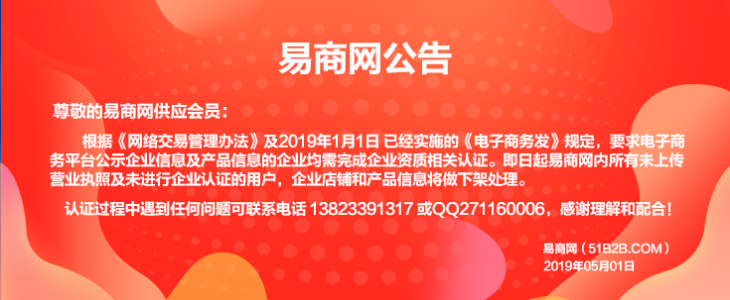 易商网公告
尊敬的易商网供应会员：
根据《网络交易管理办法》及2019年1月1日 已经实施的《电子商务发》规定，要求电子商
务平台公示企业信息及产品信息的企业均需完成企业资质相关认证。即日起易商网内所有未上传
营业执照及未进行企业认证的用户，企业店铺和产品信息将做下架处理。
认证过程中遇到任何问题可联系电话 13823391317 或QQ271160006，感谢理解和配合！
易商网（51B2B.COM）
2019年05月01日